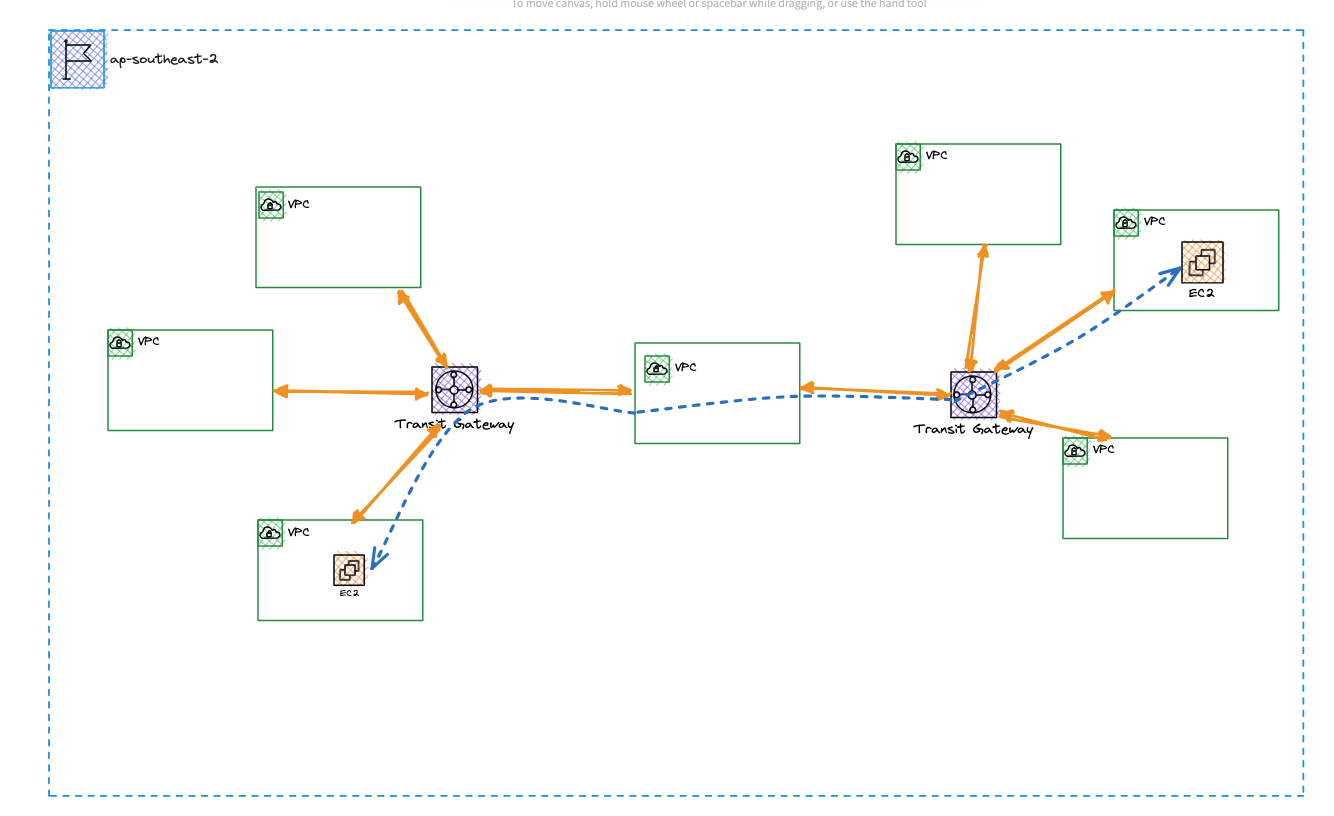 To move canvas, hold mouse wheel or spacebar while dragging, or use the hand tool
ap-southeast-2
VPC
VPC
VPC
EC2
VPC
VPC
VPC
Transit Gateway
Transit Gateway
VPC
VPC
EC2